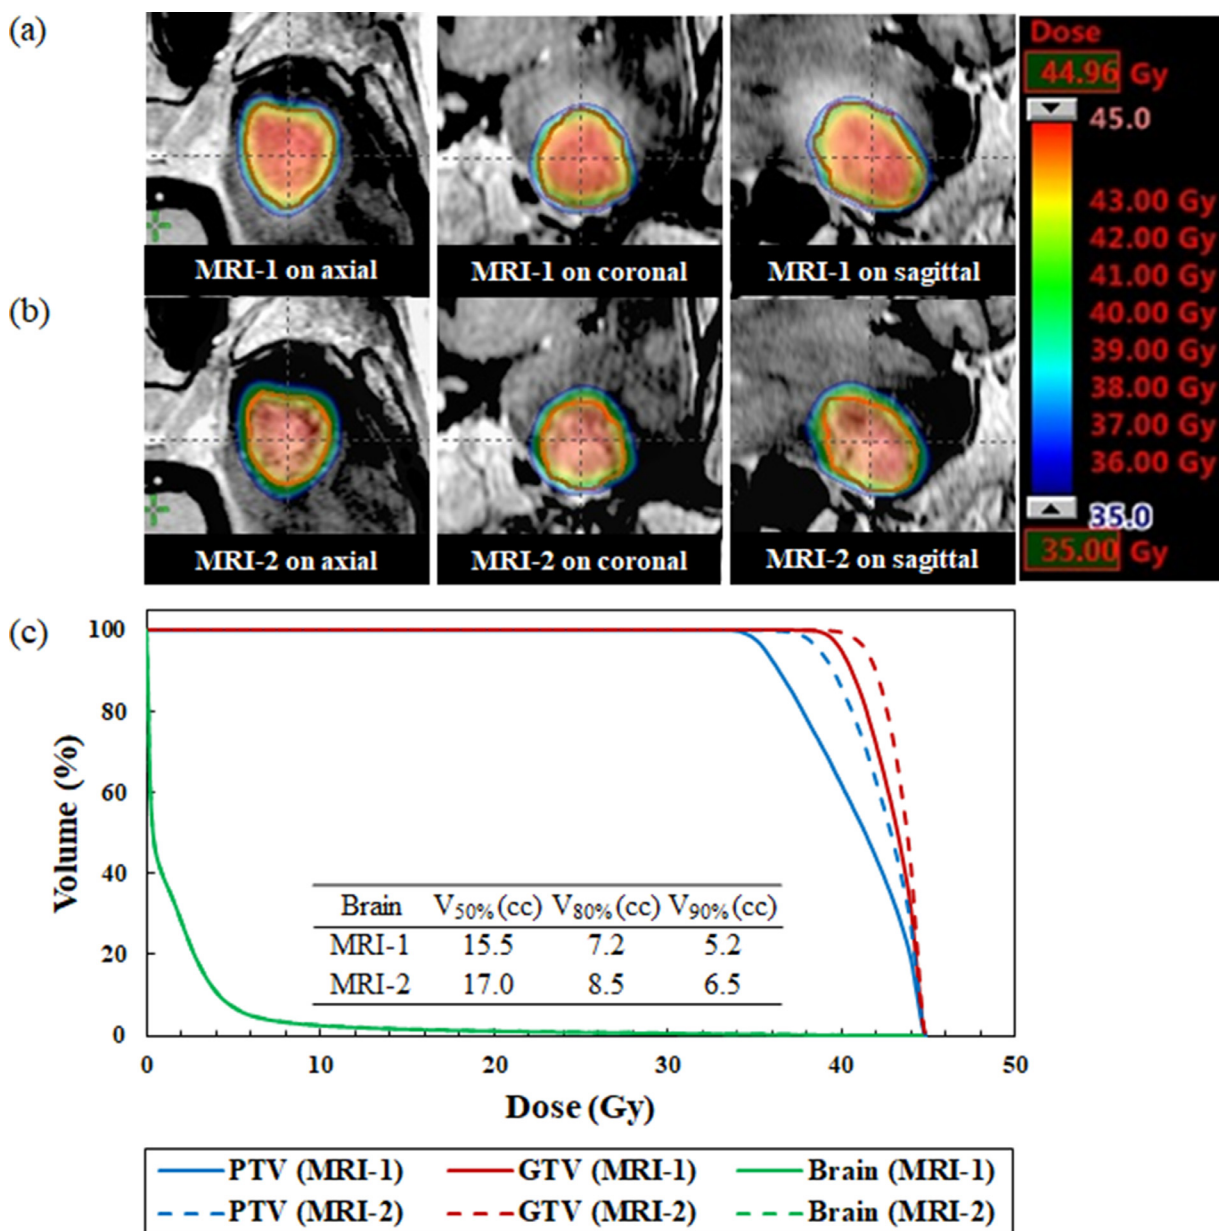 (a)
MRI-1 on axial
MRI-1 on coronal
MRI-1 on sagittal
Dose
44.96 Gy
45.0
43.00 Gy
42.00 Gy
41.00 Gy
40.00 Gy
39.00 Gy
38.00 Gy
37.00 Gy
36.00 Gy
35.0
35.00 Gy
(b)
MRI-2 on axial
MRI-2 on coronal
MRI-2 on sagittal
(c)
Volume (%)
100
80
60
40
20
0
Brain V50% (cc) V80% (cc) V90% (cc)
MRI-1 15.5 7.2 5.2
MRI-2 17.0 8.5 6.5
0 10 20 30 40 50
Dose (Gy)
PTV (MRI-1) GTV (MRI-1) Brain (MRI-1)
PTV (MRI-2) GTV (MRI-2) Brain (MRI-2)